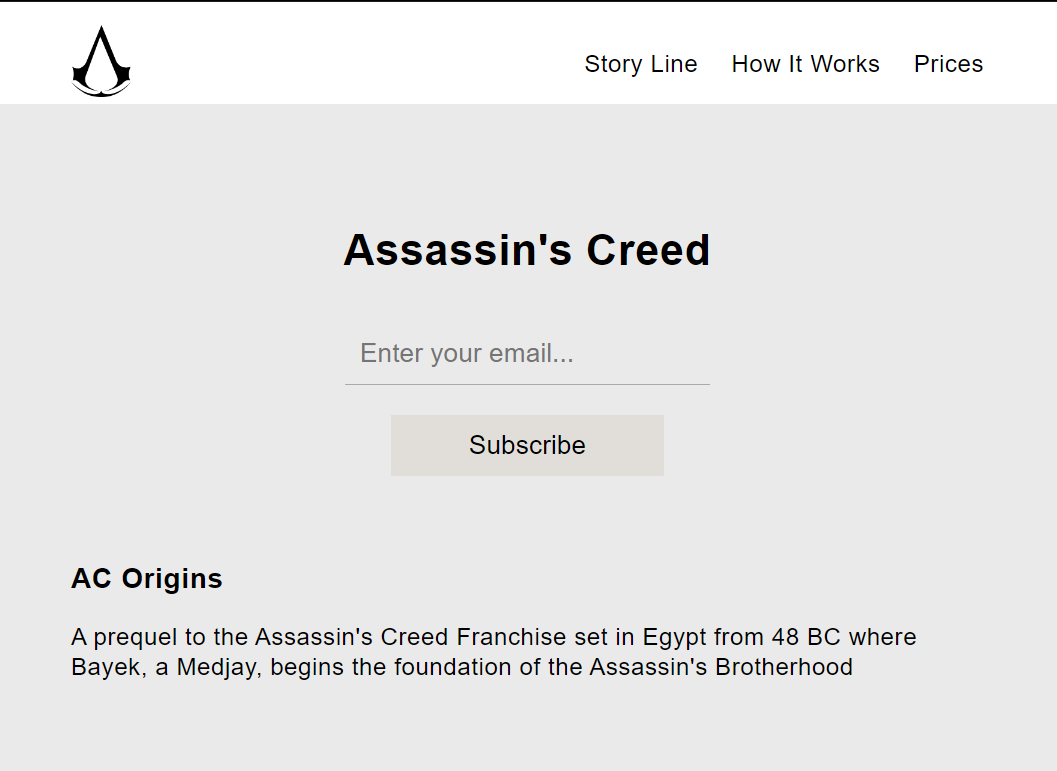 Story Line How It Works Prices
Assassin's Creed
Enter your email...
Subscribe
AC Origins
A prequel to the Assassin's Creed Franchise set in Egypt from 48 BC where
Bayek, a Medjay, begins the foundation of the Assassin's Brotherhood